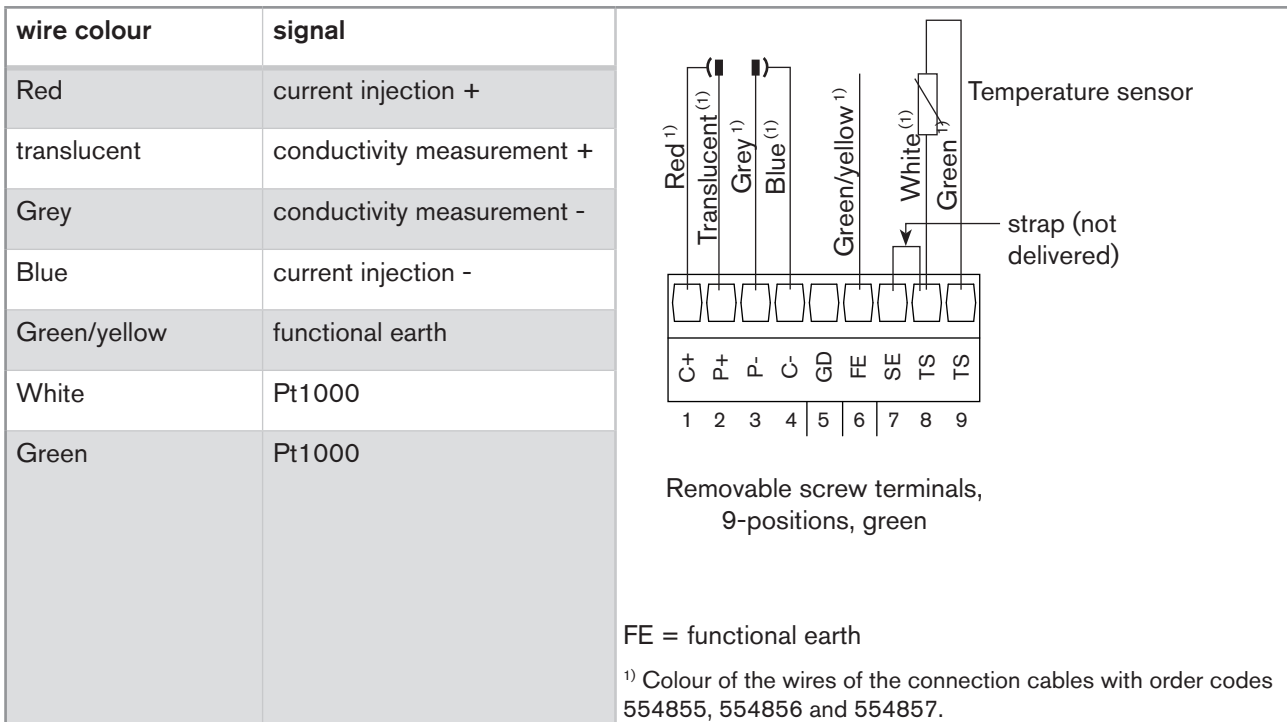 wire colour signal
Red current injection +
translucent conductivity measurement +
Grey conductivity measurement -
Blue current injection -
Green/yellow functional earth
White Pt1000
Green Pt1000
Red 1)
Translucent (1)
Grey 1)
Blue (1)
Green/yellow 1)
White (1)
Green 1)
Temperature sensor
strap (not
delivered)
C+ P+ P- C- GD FE SE TS TS
1 2 3 4 5 6 7 8 9
Removable screw terminals,
9-positions, green
FE = functional earth
1) Colour of the wires of the connection cables with order codes
554855, 554856 and 554857.